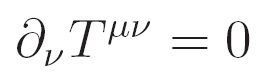 ∂_ν T^{μν} = 0